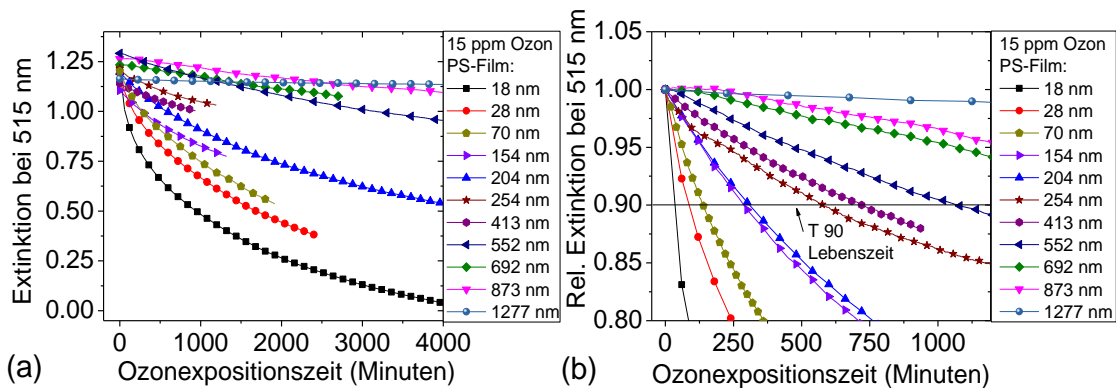 Extinktion bei 515 nm
1.25
1.00
0.75
0.50
0.25
0.00
0
1000
2000
3000
4000
Ozonexpositionszeit (Minuten)
(a)
15 ppm Ozon
PS-Film:
18 nm
28 nm
70 nm
154 nm
204 nm
254 nm
413 nm
552 nm
692 nm
873 nm
1277 nm
Rel. Extinktion bei 515 nm
1.00
0.95
0.90
0.85
0.80
0
250
500
750
1000
Ozonexpositionszeit (Minuten)
(b)
T 90
Lebenszeit
15 ppm Ozon
PS-Film:
18 nm
28 nm
70 nm
154 nm
204 nm
254 nm
413 nm
552 nm
692 nm
873 nm
1277 nm